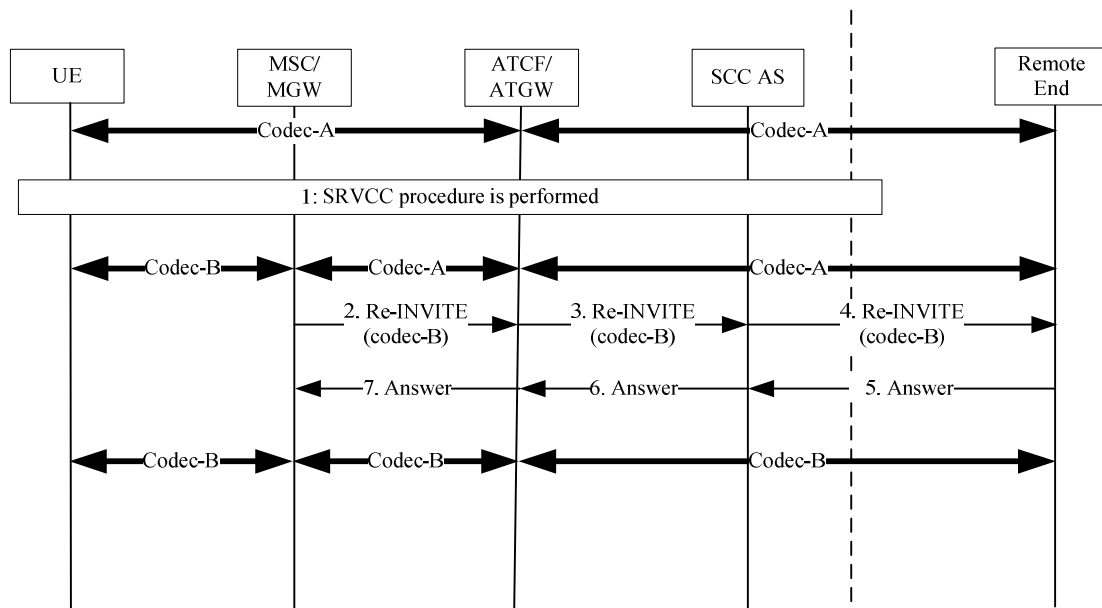 UE
MSC/
MGW
ATCF/
ATGW
SCC AS
Remote
End
Codec-A
Codec-A
1: SRVCC procedure is performed
Codec-B
Codec-A
Codec-A
2. Re-INVITE
(codec-B)
3. Re-INVITE
(codec-B)
4. Re-INVITE
(codec-B)
7. Answer
6. Answer
5. Answer
Codec-B
Codec-B
Codec-B